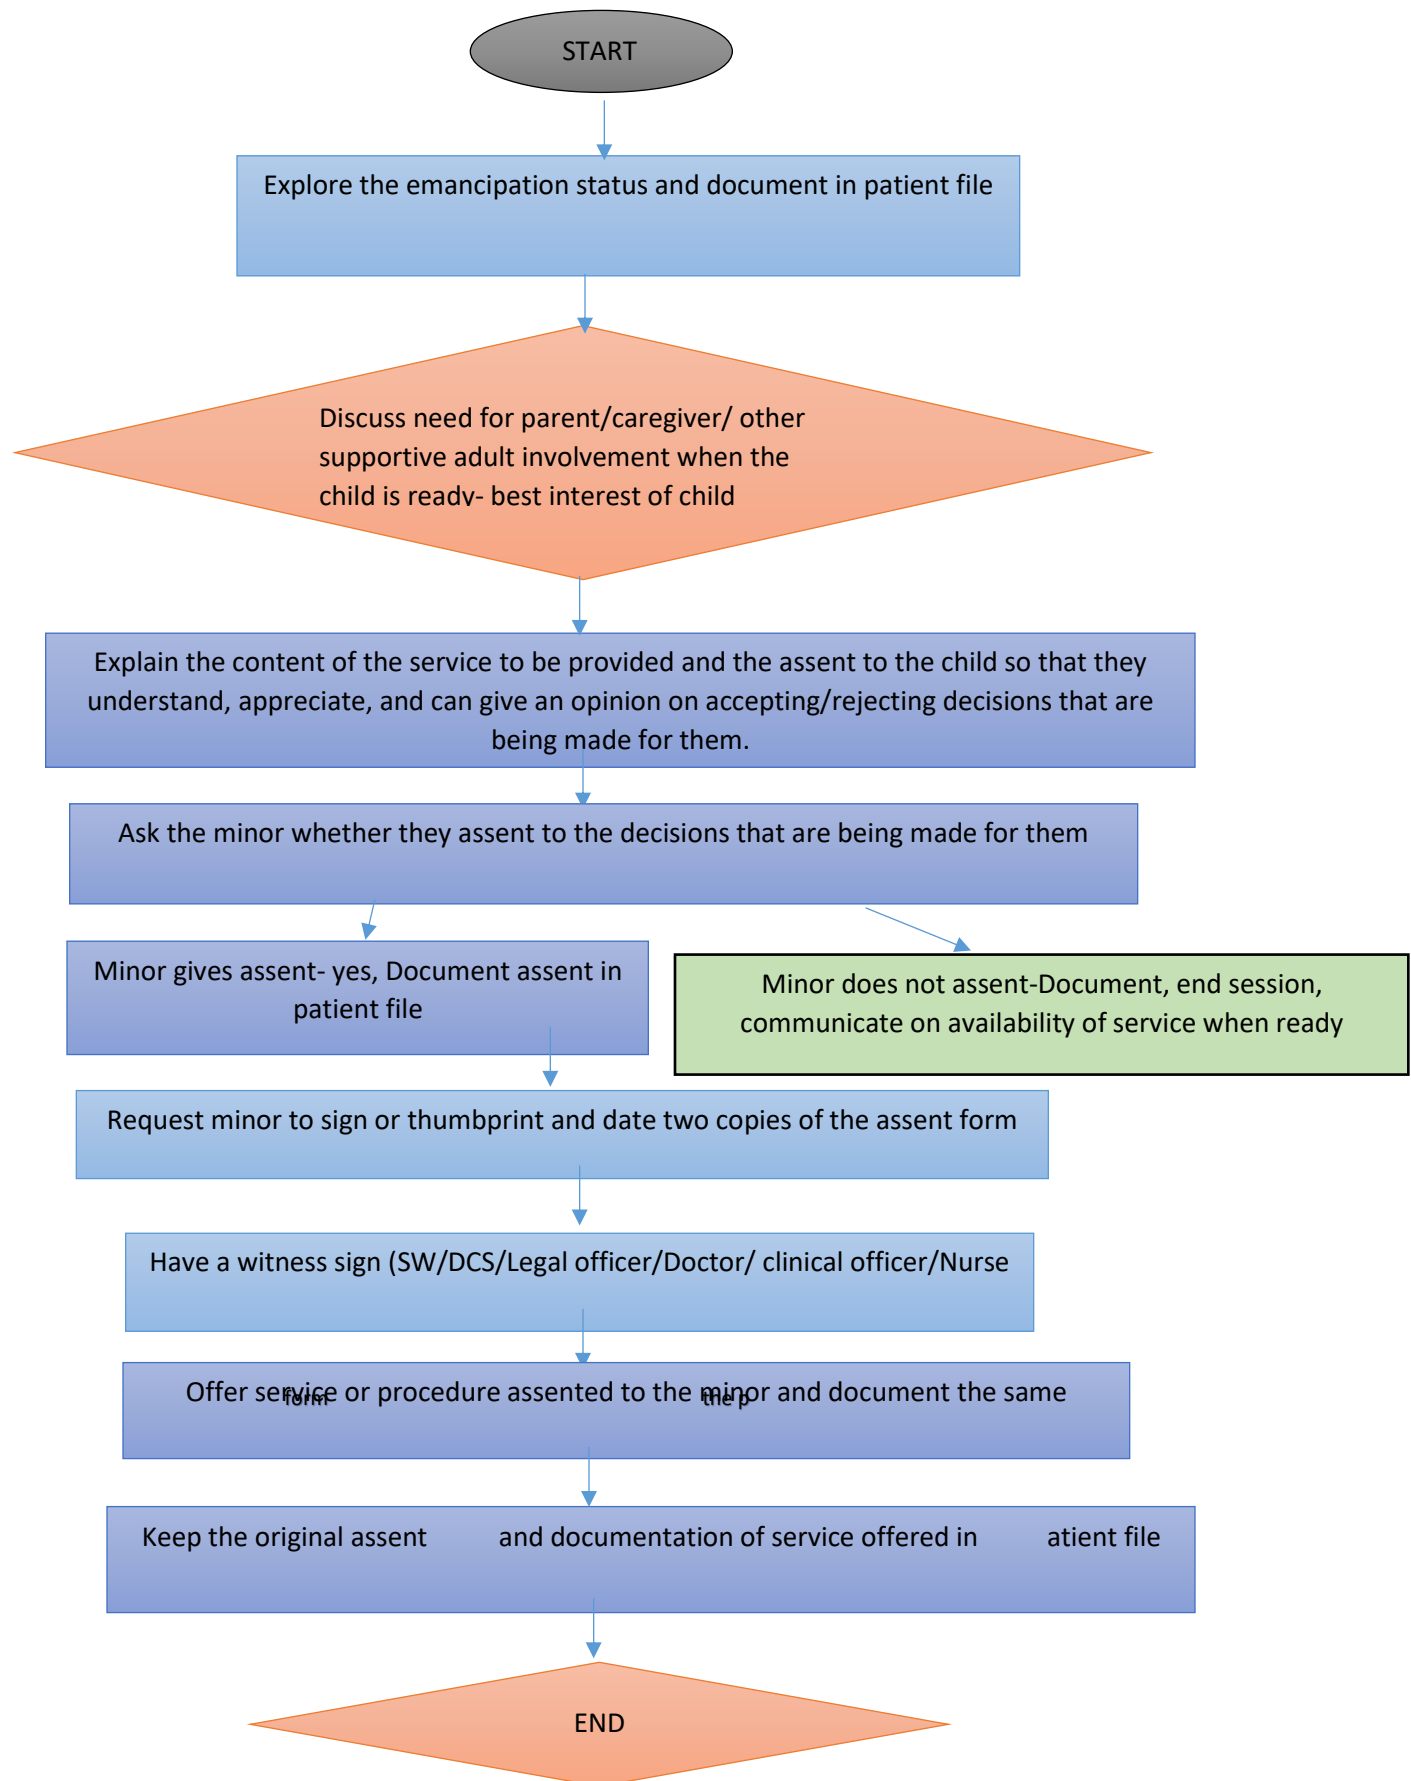 START
Explore the emancipation status and document in patient file
Discuss need for parent/caregiver/ other
supportive adult involvement when the
child is ready- best interest of child
Explain the content of the service to be provided and the assent to the child so that they
understand, appreciate, and can give an opinion on accepting/rejecting decisions that are
being made for them.
Ask the minor whether they assent to the decisions that are being made for them
Minor gives assent- yes, Document assent in
patient file
Minor does not assent-Document, end session,
communicate on availability of service when ready
Request minor to sign or thumbprint and date two copies of the assent form
Have a witness sign (SW/DCS/Legal officer/Doctor/ clinical officer/Nurse
Offer service or procedure assented to the minor and document the same
form the p
Keep the original assent and documentation of service offered in atient file
END